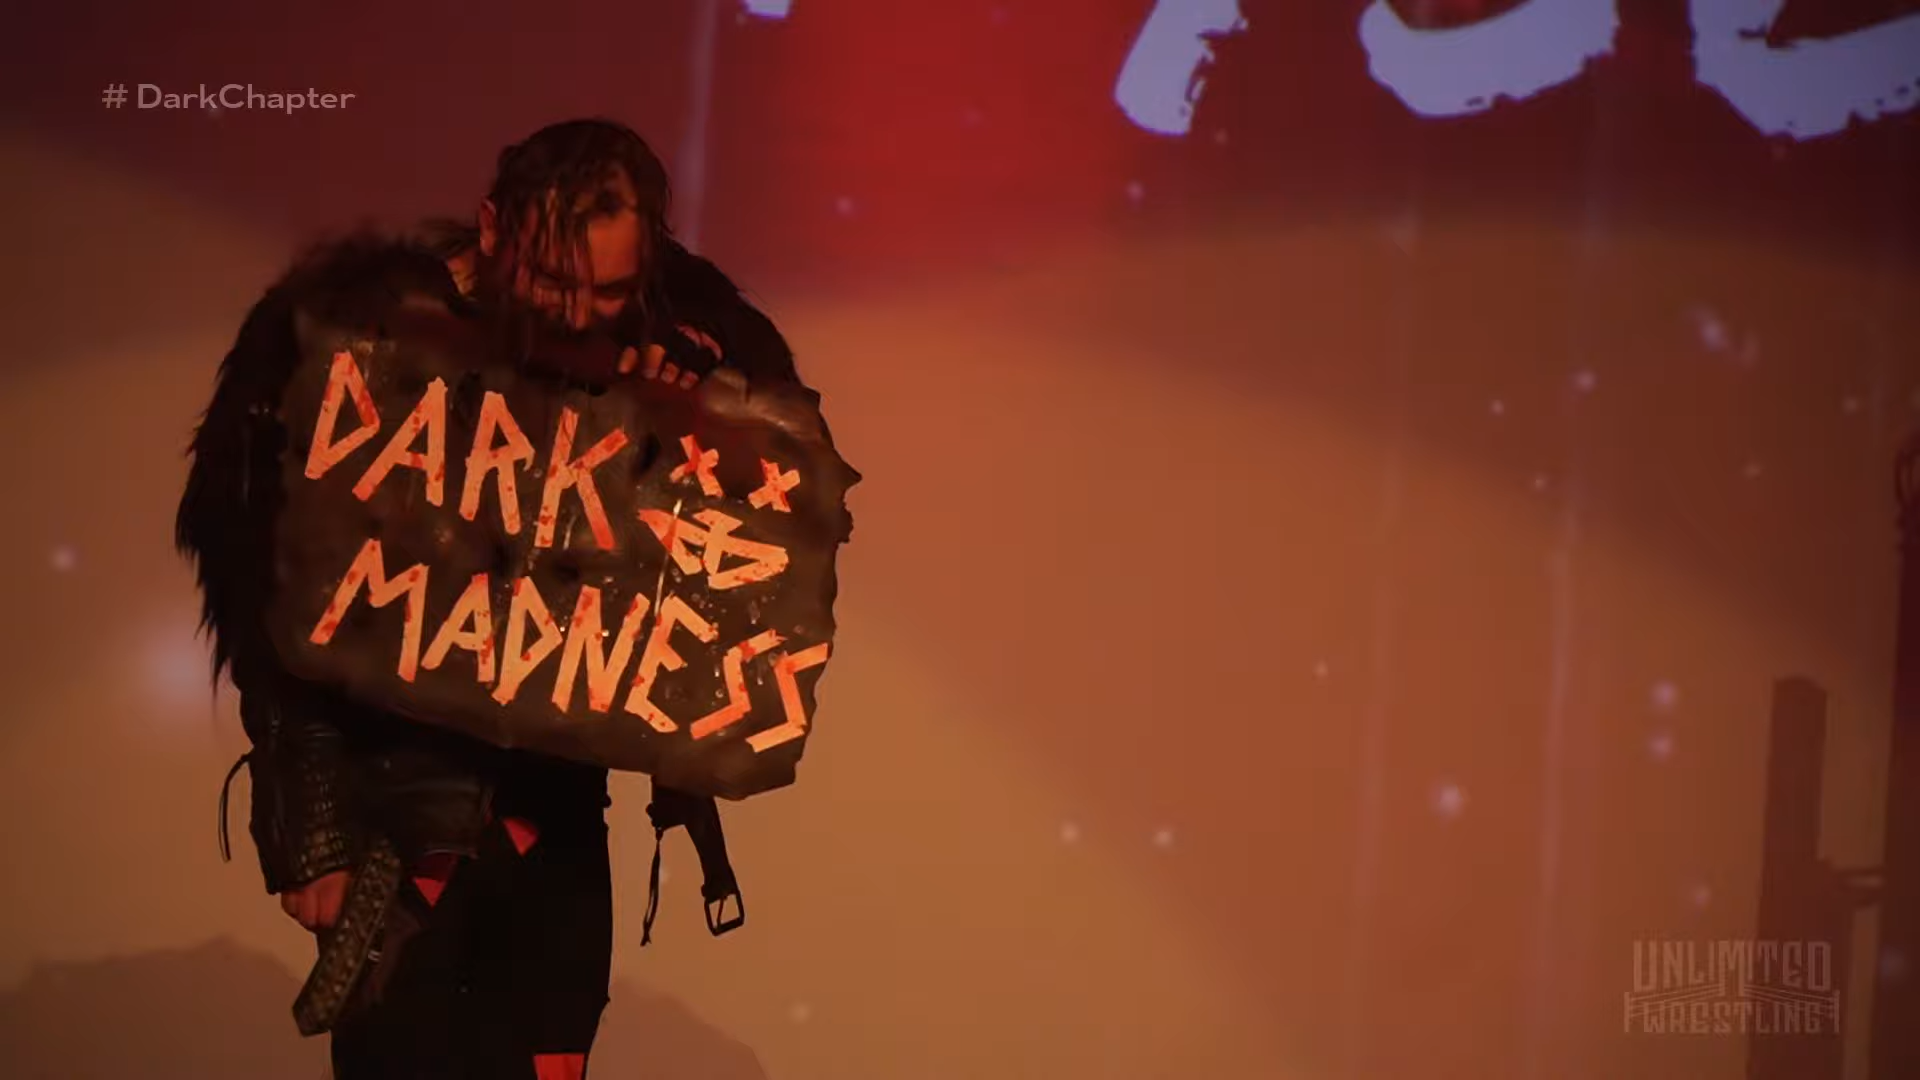 # DarkChapter
DARK
MADNESS
UNLIMITED
WRESTLING